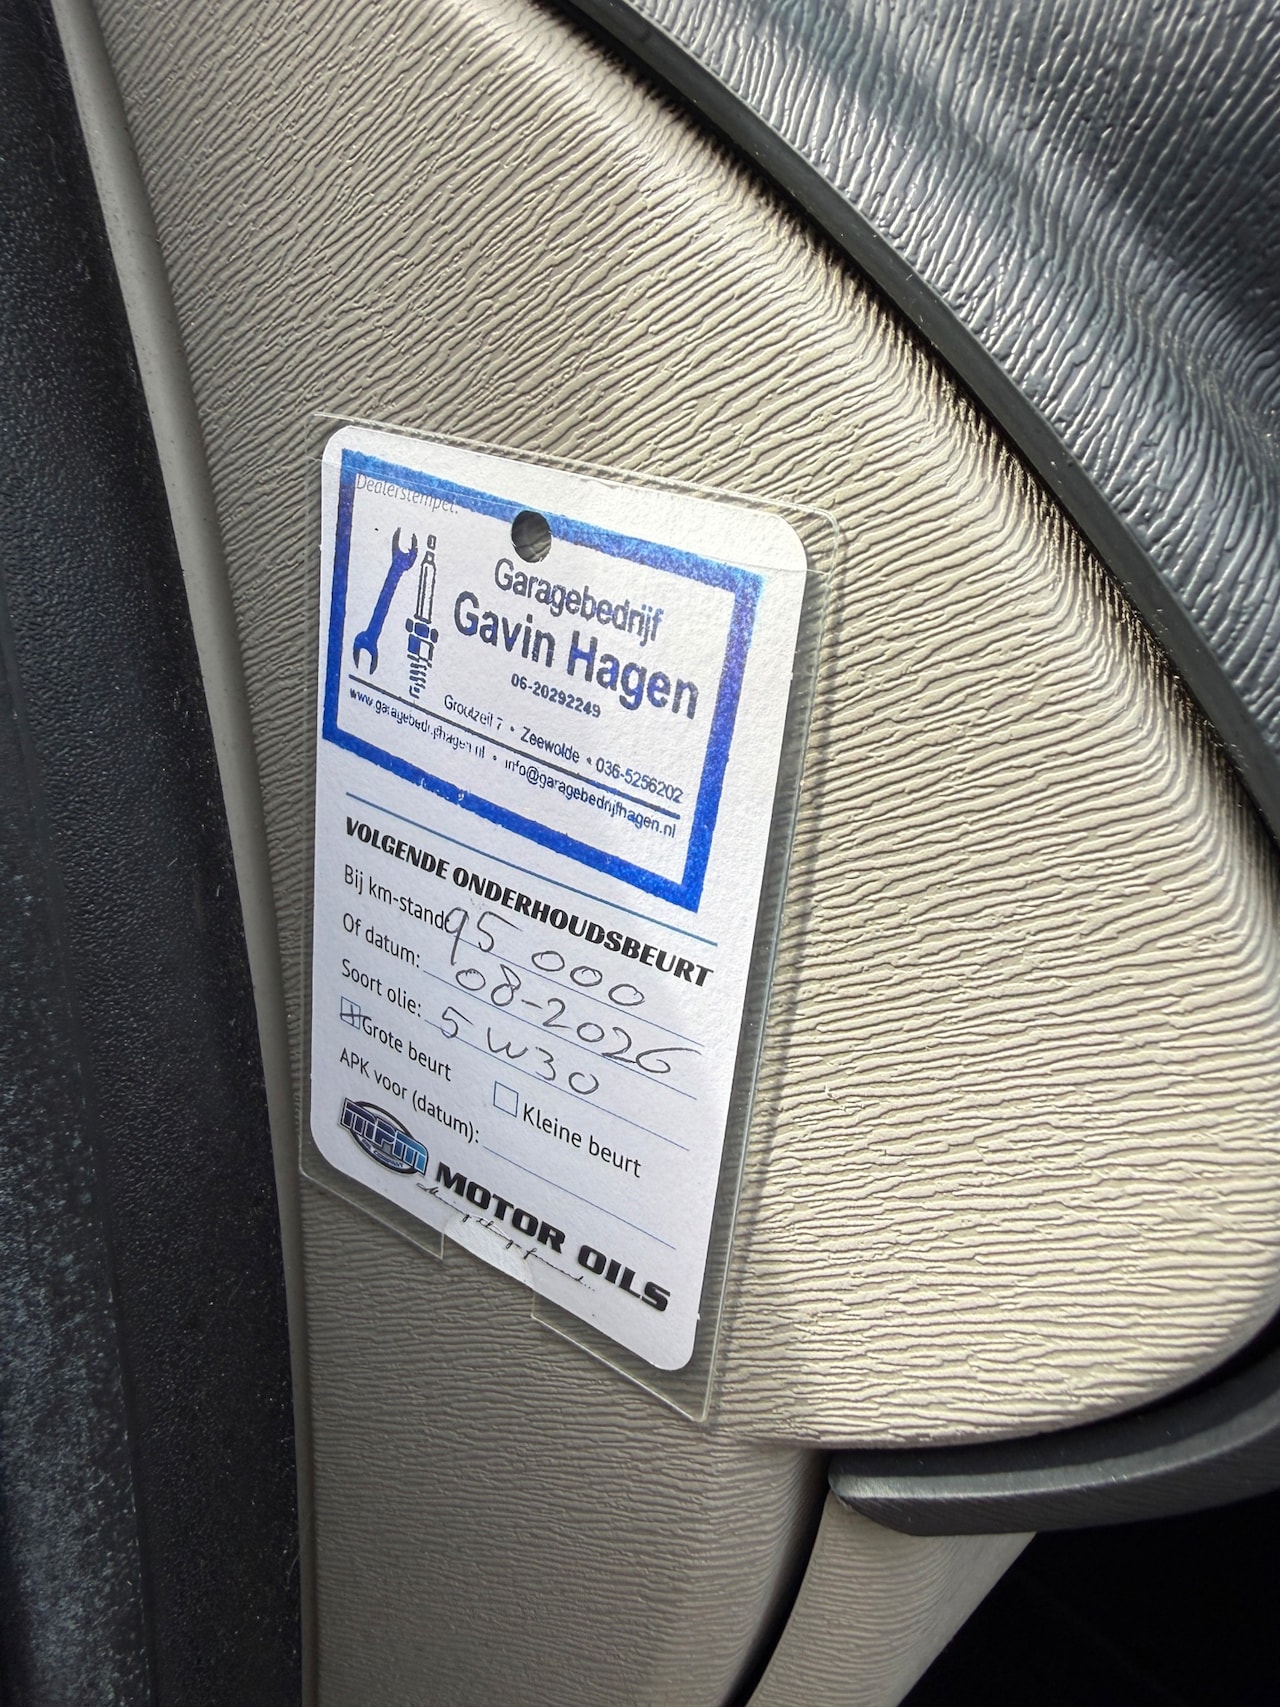 Dealerstempel:
Garagebedrijf
Gavin Hagen
06-20292249
Grootzeil 7 • Zeewolde • 036-5256202
www.garagebedrijfhagen.nl • info@garagebedrijfhagen.nl
VOLGENDE ONDERHOUDSBEURT
Bij km-stand 95 000
Of datum: 08-2026
Soort olie: 5W30
Grote beurt Kleine beurt
APK voor (datum):
MPM
MOTOR OILS